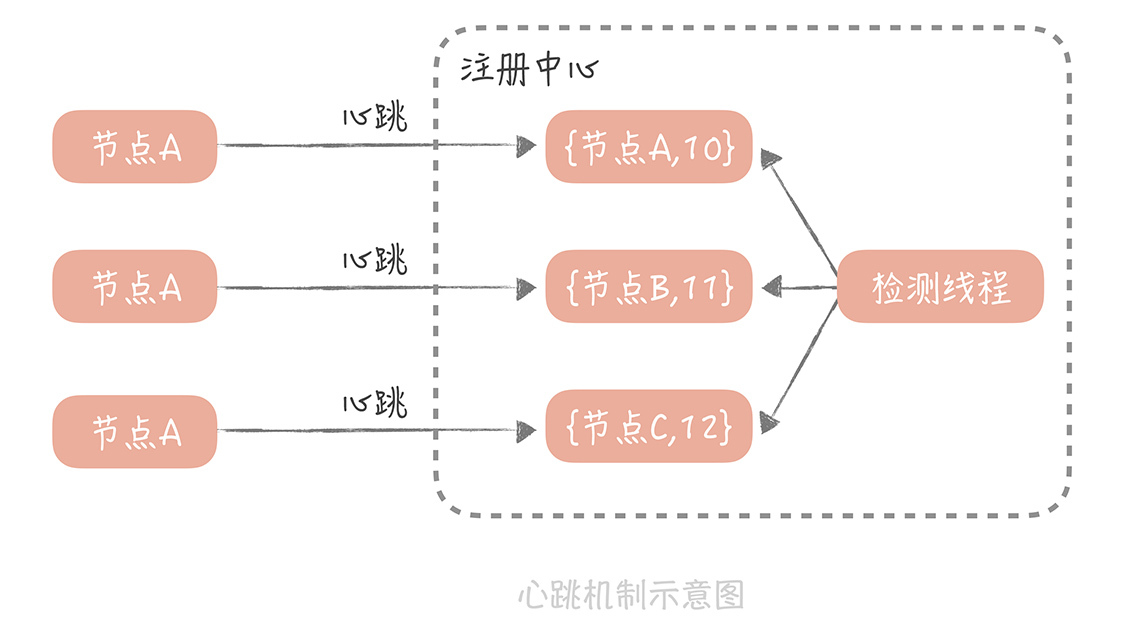 注册中心
节点A
心跳
{节点A,10}
节点A
心跳
{节点B,11}
检测线程
节点A
心跳
{节点C,12}
心跳机制示意图